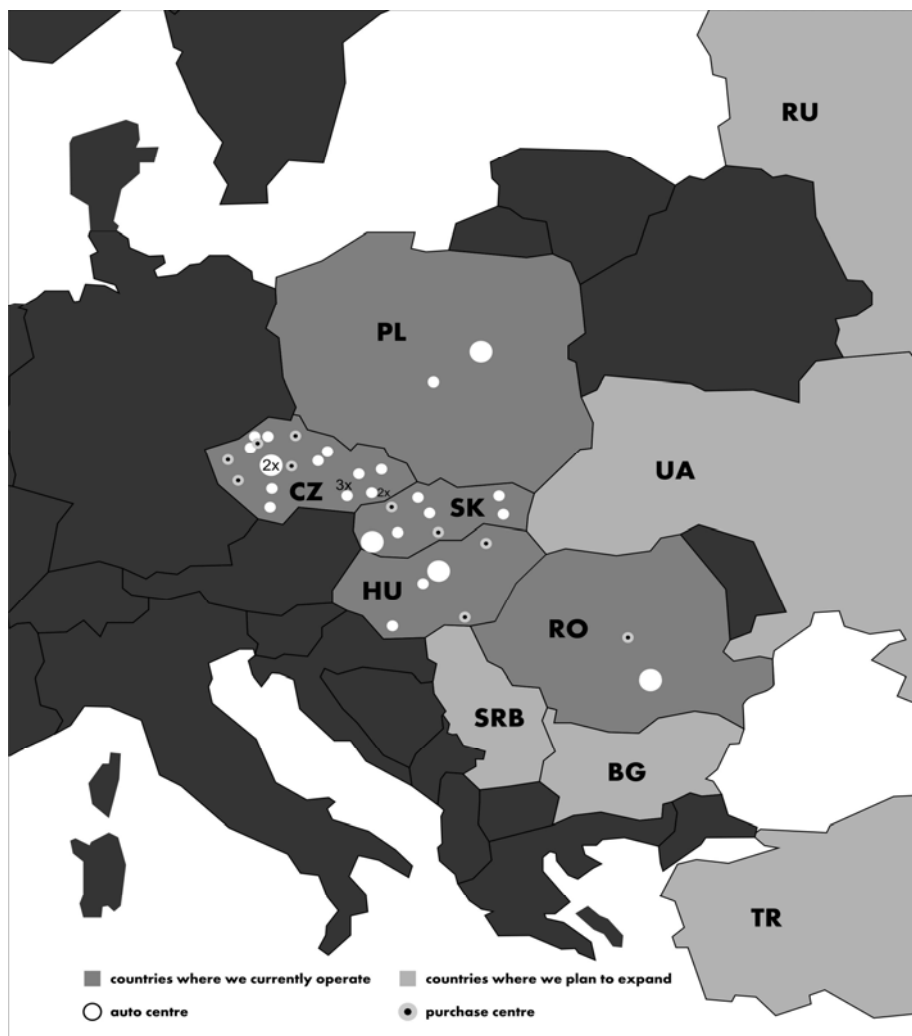 RU
PL
UA
2x
CZ
3x
2x
SK
HU
RO
SRB
BG
TR
countries where we currently operate
countries where we plan to expand
auto centre
purchase centre